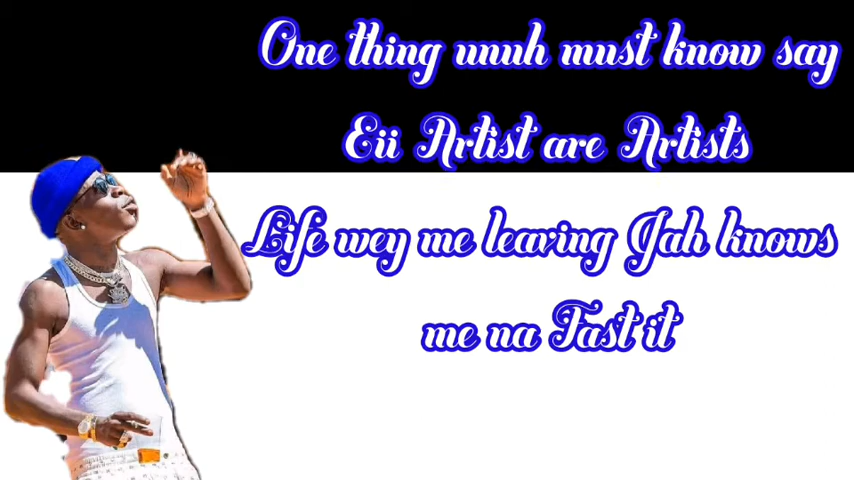 One thing unuh must know say
Eii Artist are Artists
Life wey me leaving Jah knows
me na Fast it